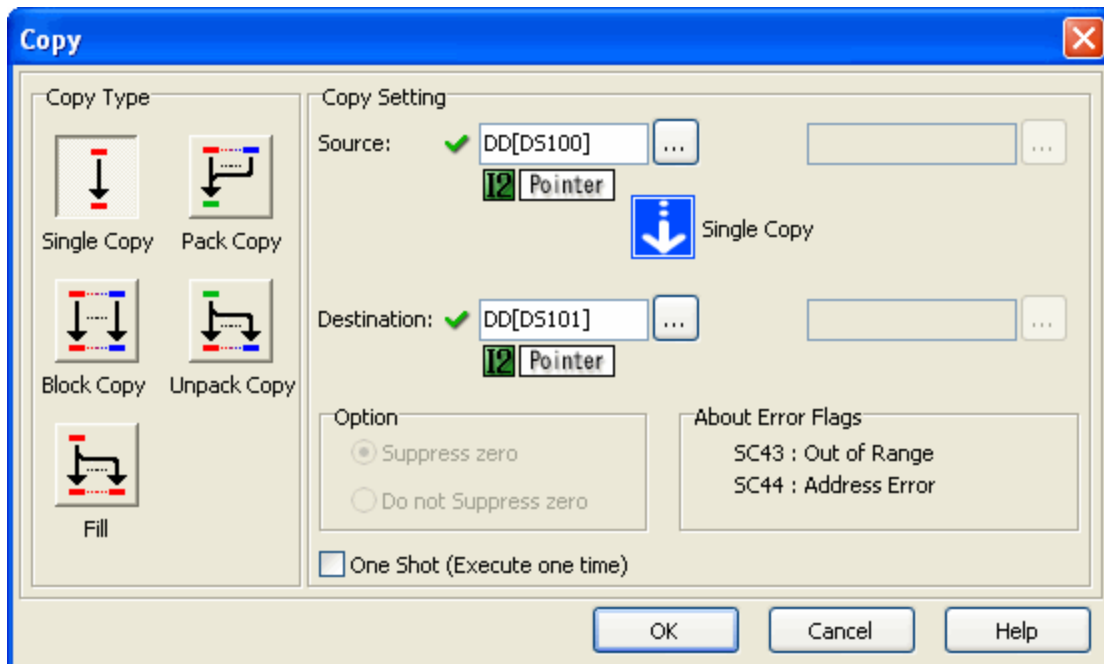 Copy
Copy Type
Single Copy
Pack Copy
Block Copy
Unpack Copy
Fill
Copy Setting
Source:
DD[DS100]
...
...
I2 Pointer
Single Copy
Destination:
DD[DS101]
...
...
I2 Pointer
Option
Suppress zero
Do not Suppress zero
About Error Flags
SC43 : Out of Range
SC44 : Address Error
One Shot (Execute one time)
OK
Cancel
Help